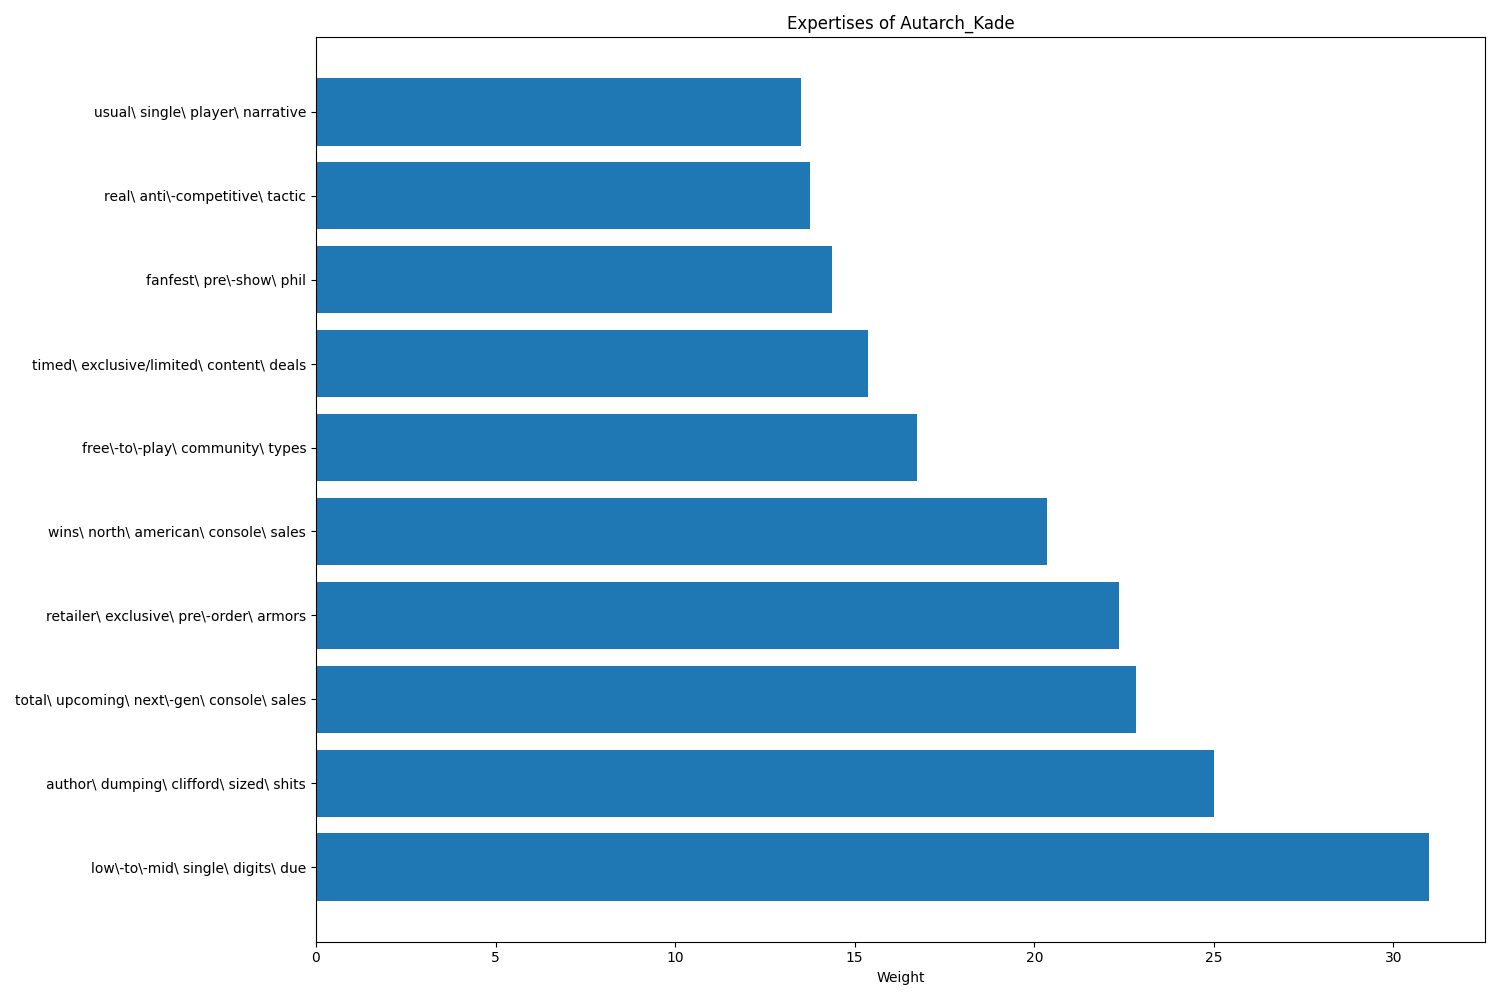 Expertises of Autarch_Kade
usual\ single\ player\ narrative
real\ anti\-competitive\ tactic
fanfest\ pre\-show\ phil
timed\ exclusive/limited\ content\ deals
free\-to\-play\ community\ types
wins\ north\ american\ console\ sales
retailer\ exclusive\ pre\-order\ armors
total\ upcoming\ next\-gen\ console\ sales
author\ dumping\ clifford\ sized\ shits
low\-to\-mid\ single\ digits\ due
0 5 10 15 20 25 30
Weight